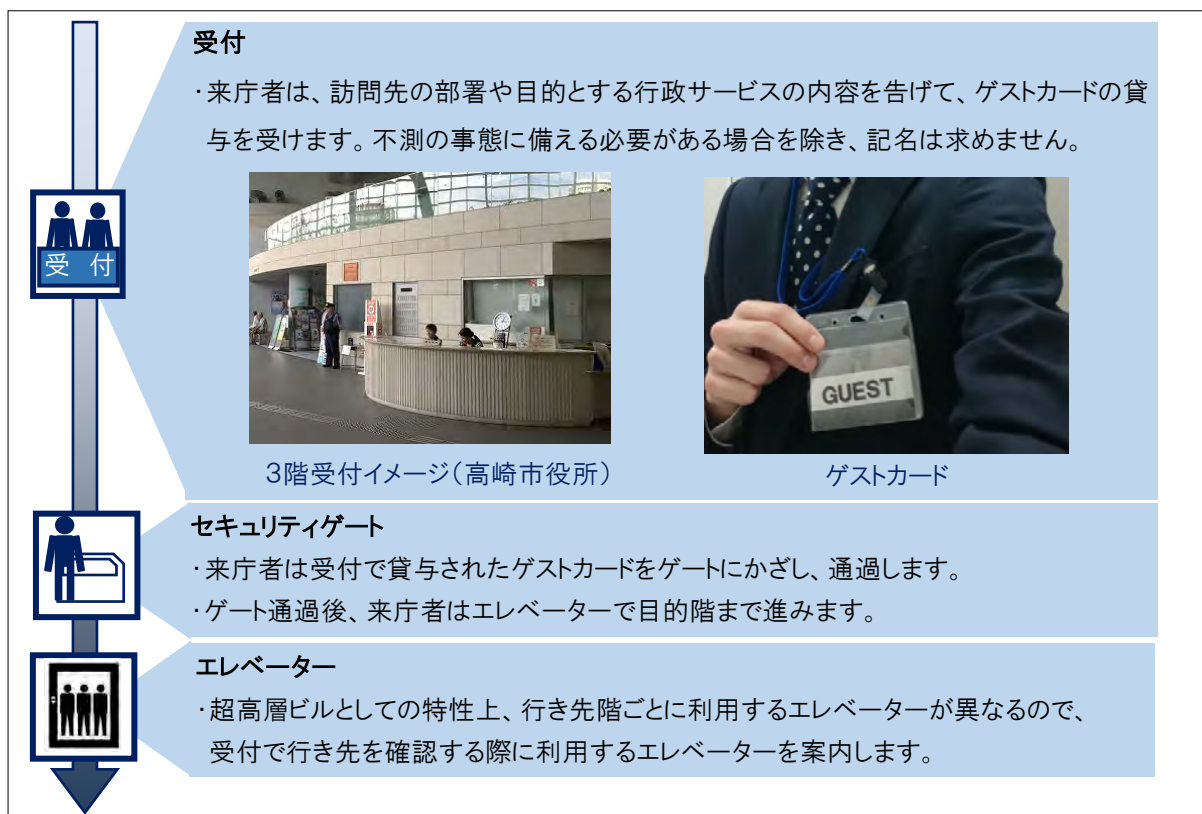 受付
・来庁者は、訪問先の部署や目的とする行政サービスの内容を告げて、ゲストカードの貸
与を受けます。不測の事態に備える必要がある場合を除き、記名は求めません。
受 付
GUEST
3階受付イメージ(高崎市役所)
ゲストカード
セキュリティゲート
・来庁者は受付で貸与されたゲストカードをゲートにかざし、通過します。
・ゲート通過後、来庁者はエレベーターで目的階まで進みます。
エレベーター
・超高層ビルとしての特性上、行き先階ごとに利用するエレベーターが異なるので、
受付で行き先を確認する際に利用するエレベーターを案内します。